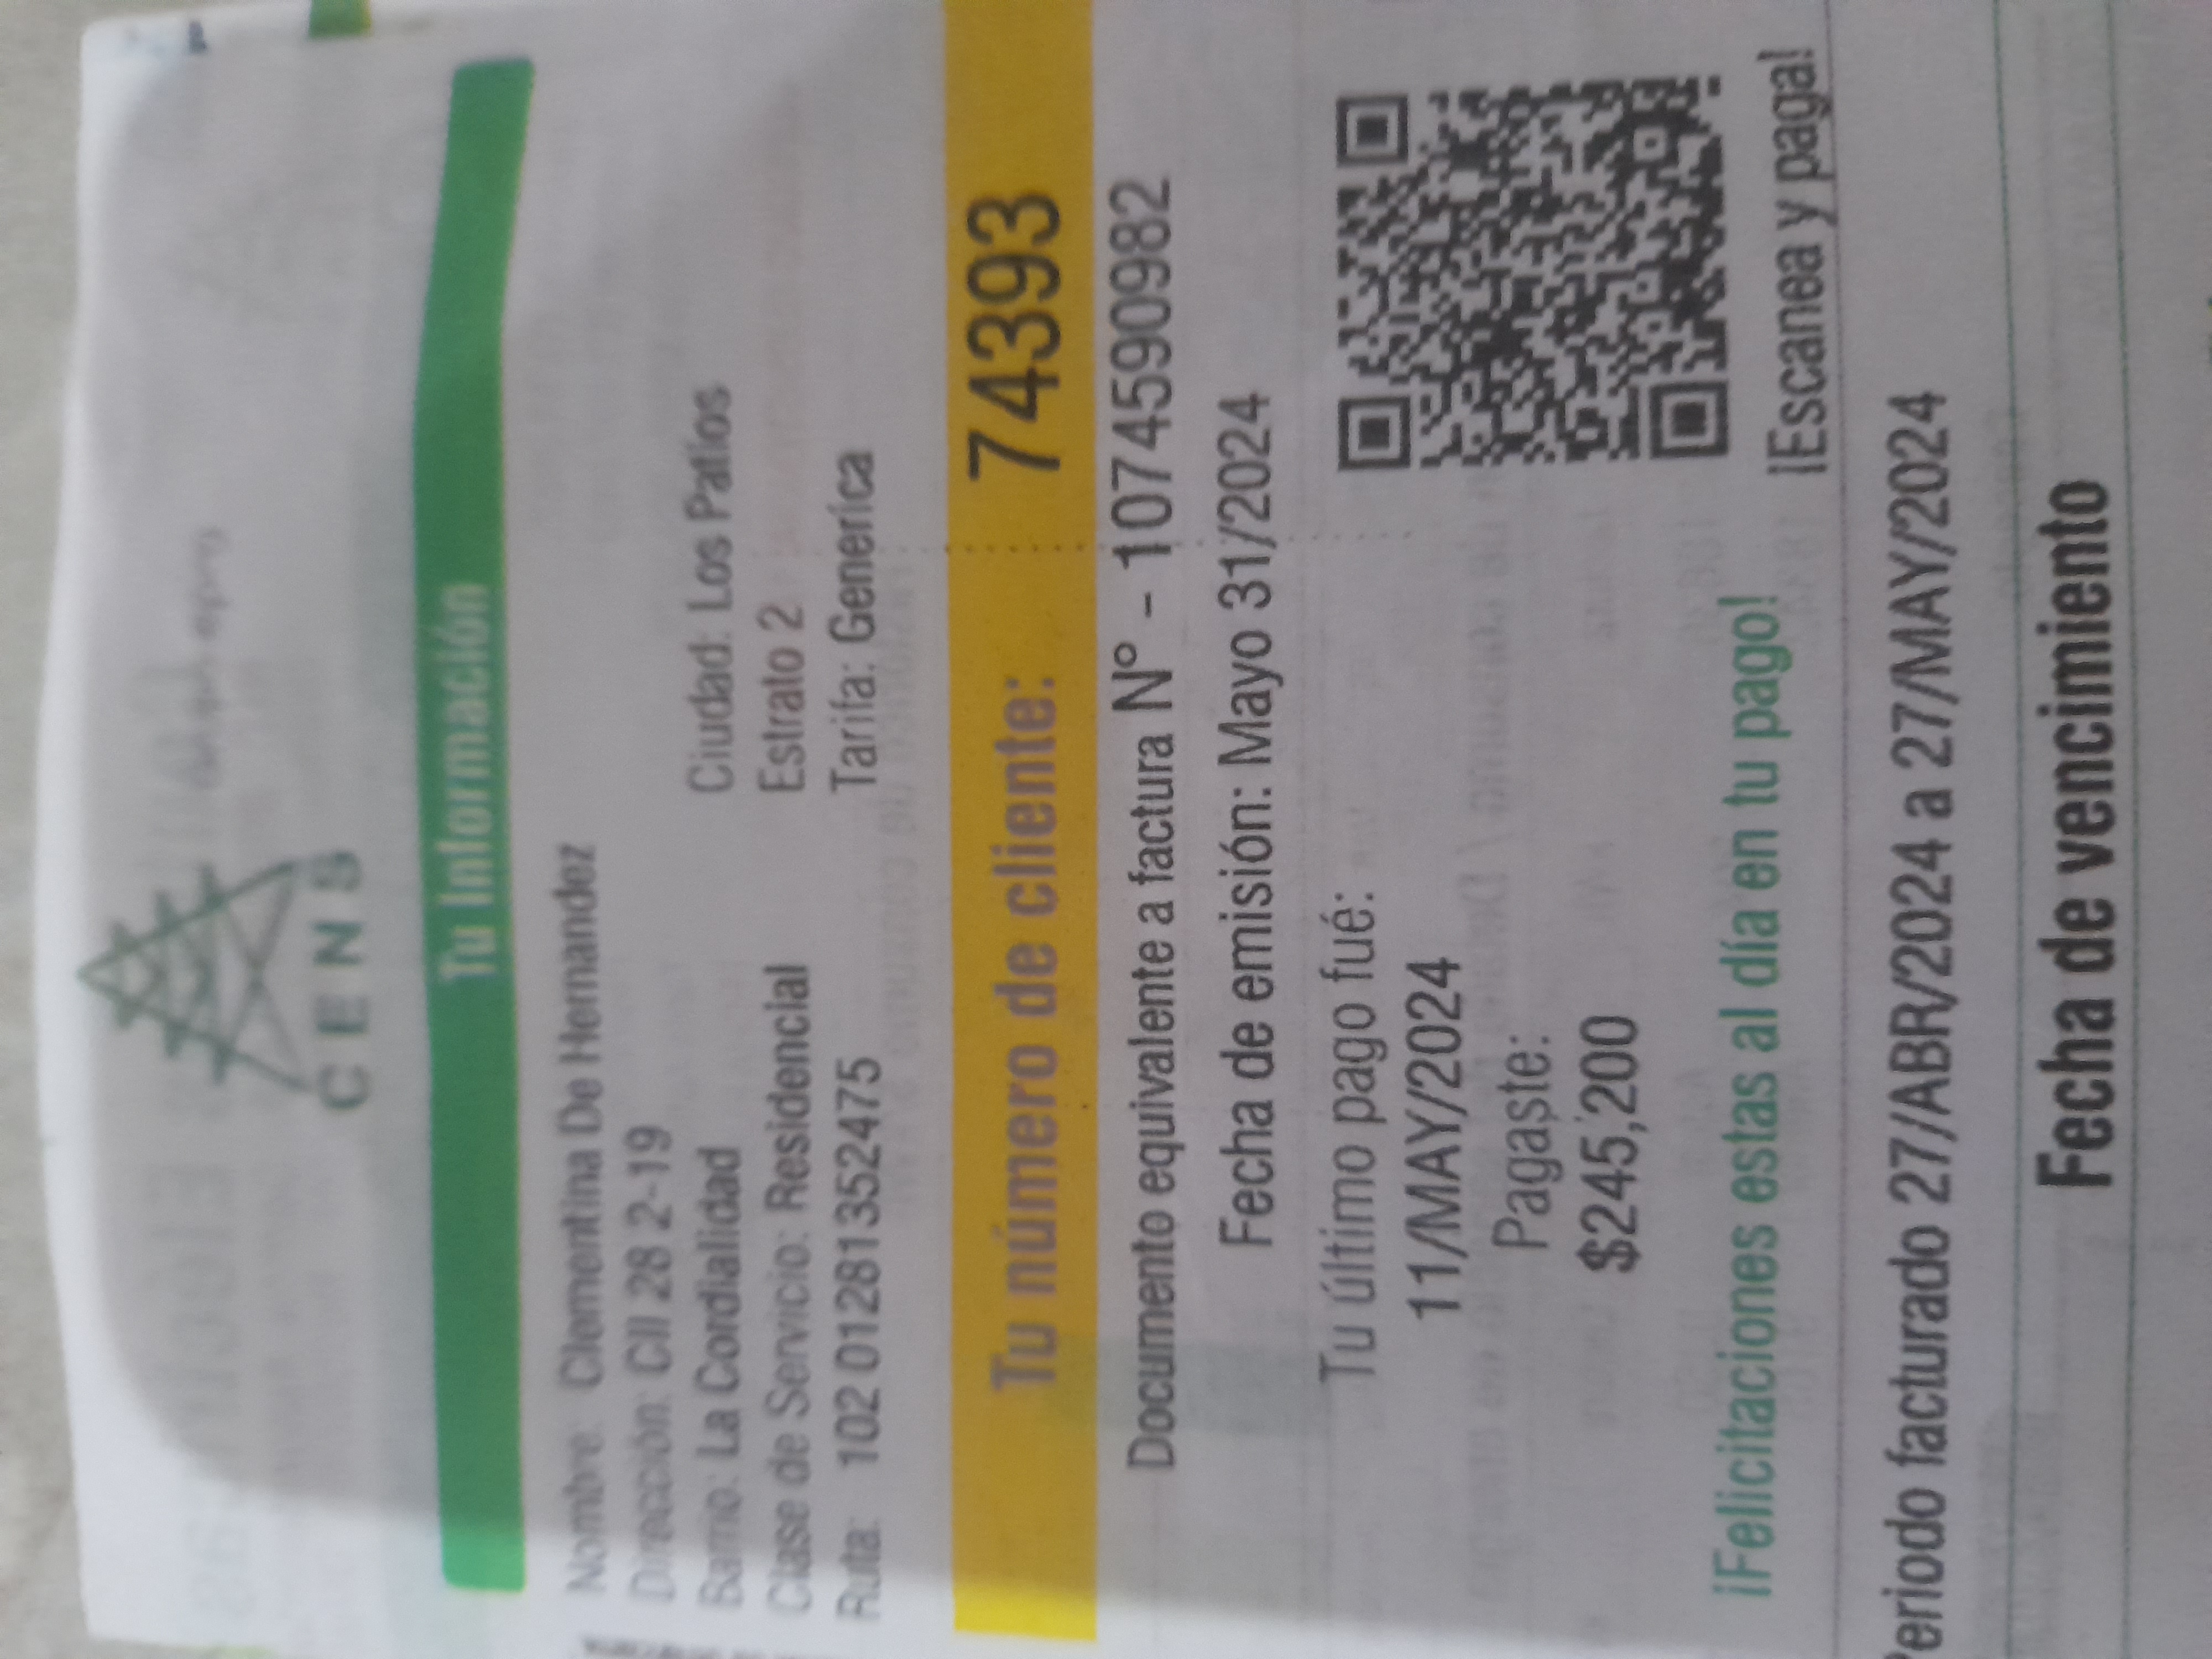 CENS
Tu Información
Nombre: Clementina De Hernandez
Dirección: Cll 28 2-19
Barrio: La Cordialidad
Ciudad: Los Patios
Clase de Servicio: Residencial
Estrato 2
Ruta: 102 01281352475
Tarifa: Generica
Tu número de cliente: 74393
Documento equivalente a factura N° - 1074590982
Fecha de emisión: Mayo 31/2024
Tu último pago fué:
11/MAY/2024
Pagaste:
$245,200
¡Escanea y paga!
¡Felicitaciones estas al día en tu pago!
Periodo facturado 27/ABR/2024 a 27/MAY/2024
Fecha de vencimiento